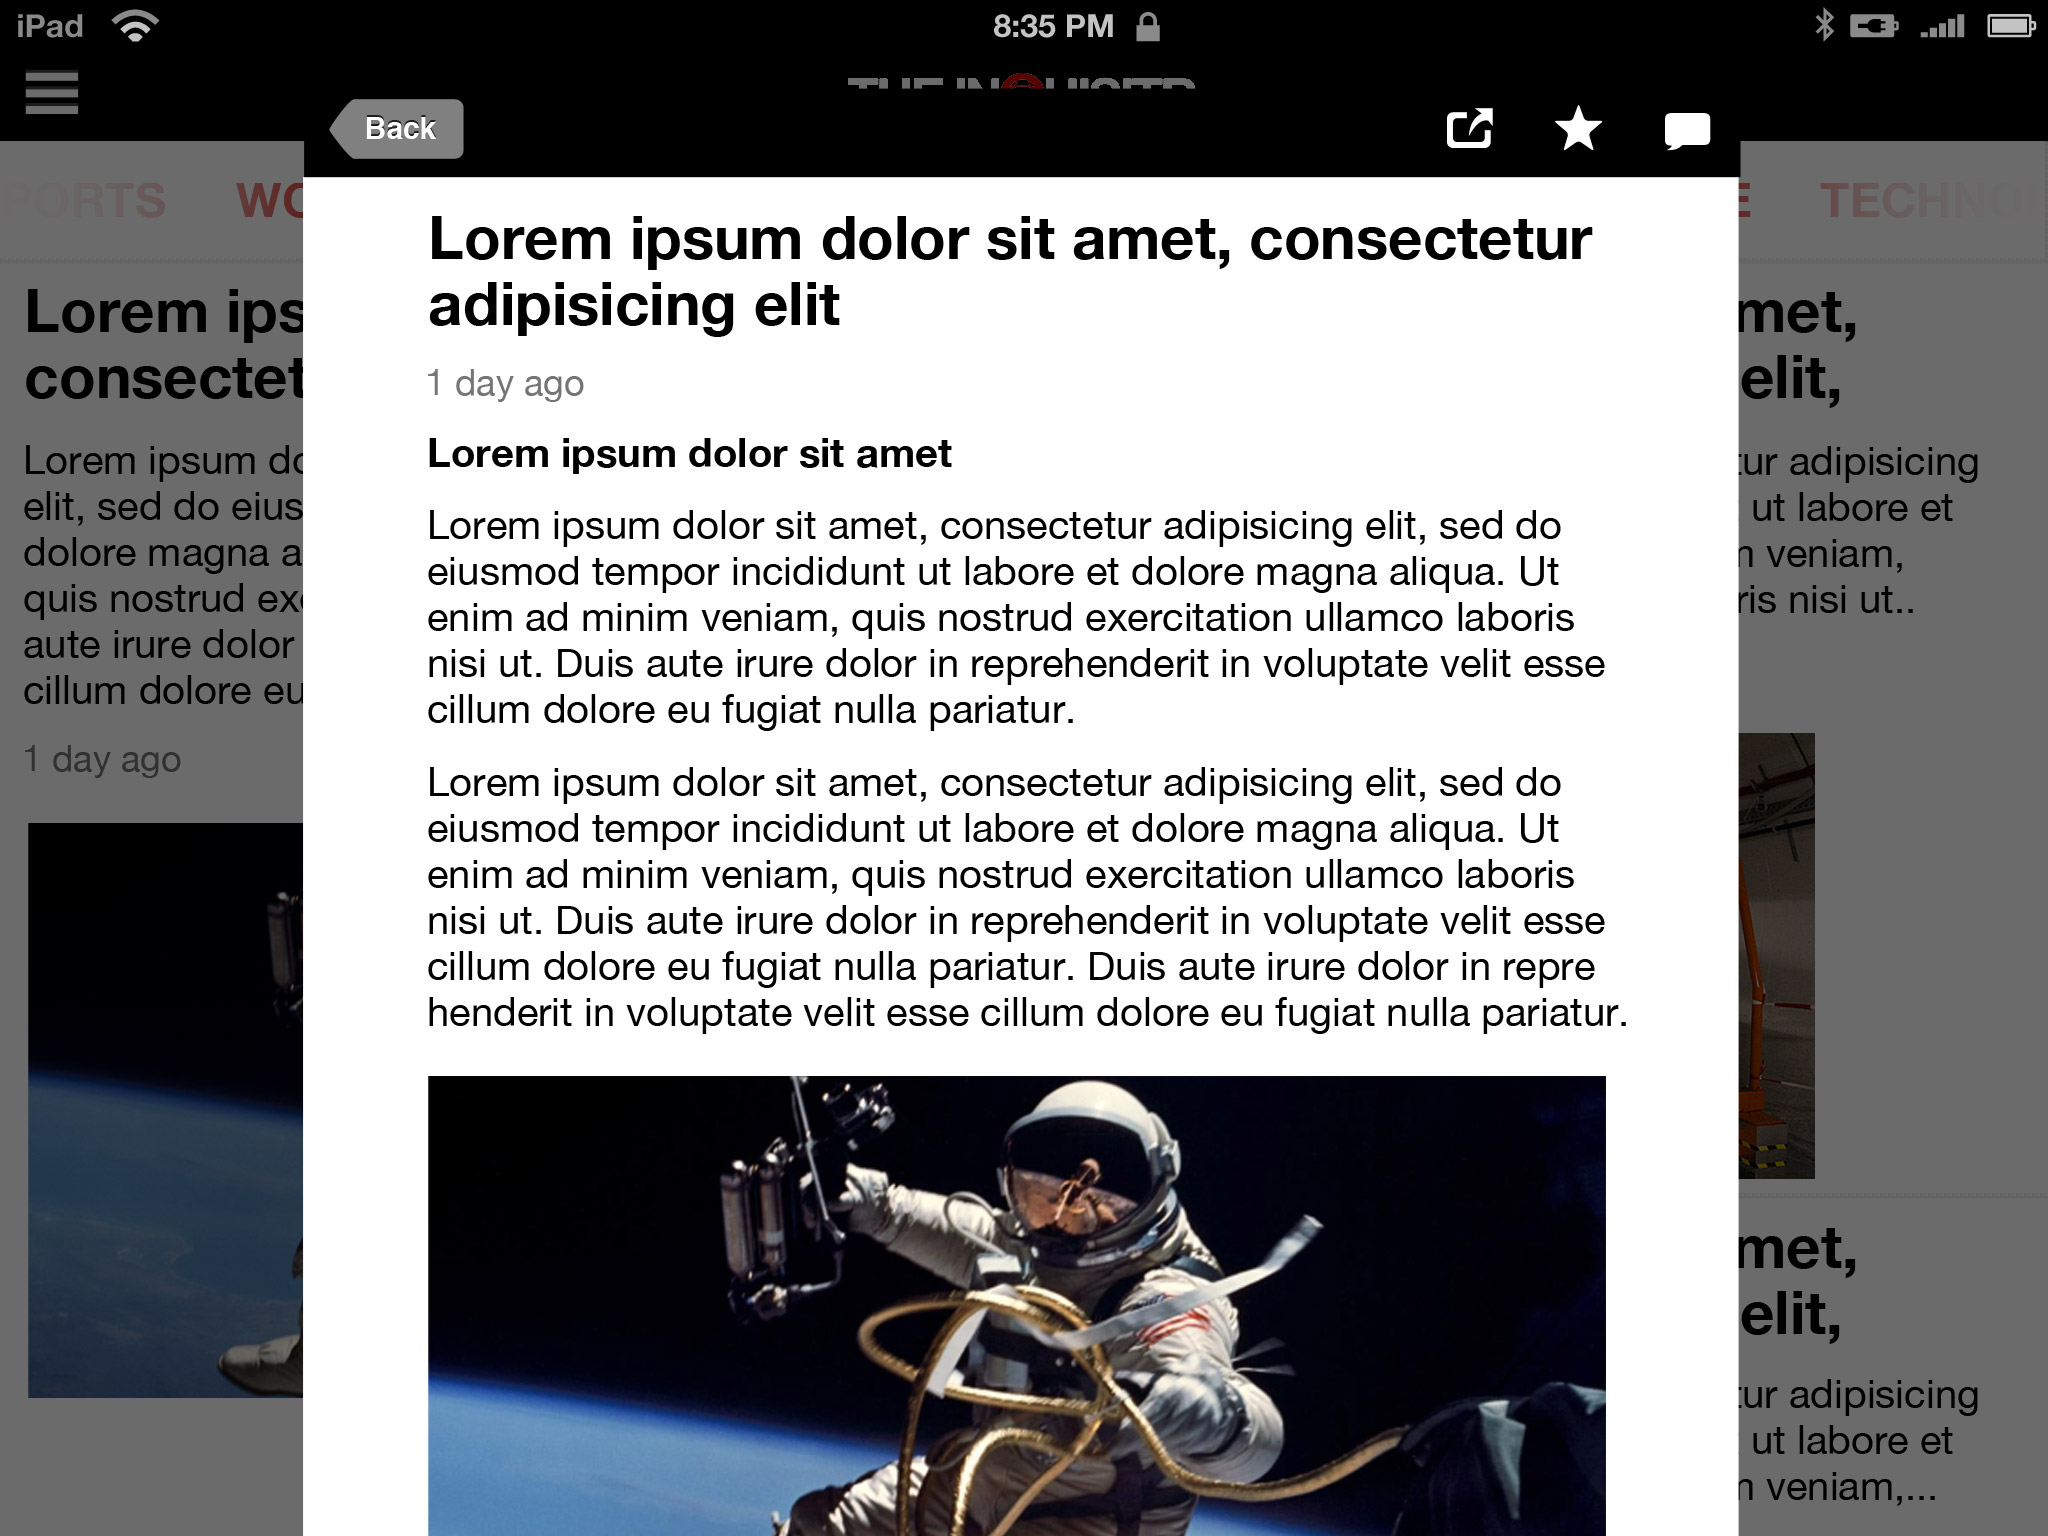 iPad
8:35 PM
THE INQUISITR
Back
PORTS
TECHNO
Lorem ipsum dolor sit amet, consectetur
adipisicing elit
1 day ago
Lorem ipsum dolor sit amet
Lorem ipsum dolor sit amet, consectetur adipisicing elit, sed do
eiusmod tempor incididunt ut labore et dolore magna aliqua. Ut
enim ad minim veniam, quis nostrud exercitation ullamco laboris
nisi ut. Duis aute irure dolor in reprehenderit in voluptate velit esse
cillum dolore eu fugiat nulla pariatur.
Lorem ipsum dolor sit amet, consectetur adipisicing elit, sed do
eiusmod tempor incididunt ut labore et dolore magna aliqua. Ut
enim ad minim veniam, quis nostrud exercitation ullamco laboris
nisi ut. Duis aute irure dolor in reprehenderit in voluptate velit esse
cillum dolore eu fugiat nulla pariatur. Duis aute irure dolor in repre
henderit in voluptate velit esse cillum dolore eu fugiat nulla pariatur.
Lorem ips
consectet
Lorem ipsum do
elit, sed do eius
dolore magna a
quis nostrud ex
aute irure dolor
cillum dolore eu
1 day ago
met,
elit,
tur adipisicing
ut labore et
veniam,
ris nisi ut..
met,
elit,
tur adipisicing
ut labore et
veniam,...